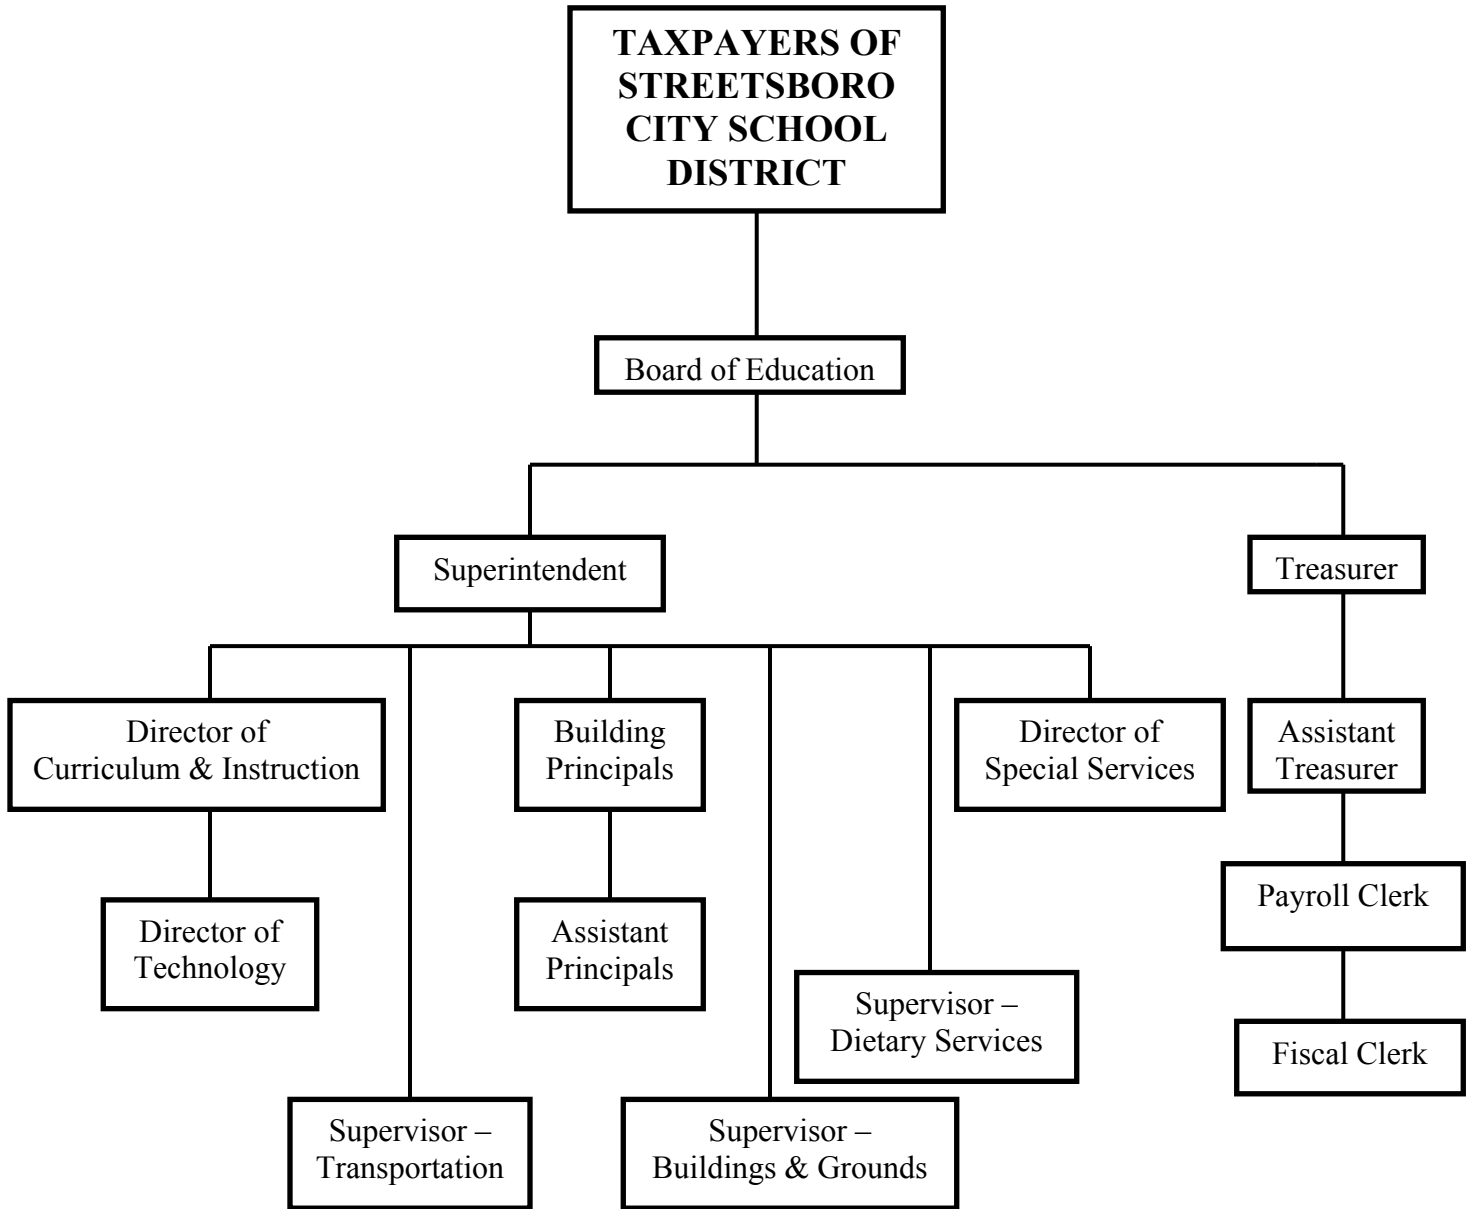 TAXPAYERS OF
STREETSBORO
CITY SCHOOL
DISTRICT
Board of Education
Superintendent
Treasurer
Director of
Curriculum & Instruction
Building
Principals
Director of
Special Services
Assistant
Treasurer
Payroll Clerk
Director of
Technology
Assistant
Principals
Supervisor –
Dietary Services
Fiscal Clerk
Supervisor –
Transportation
Supervisor –
Buildings & Grounds